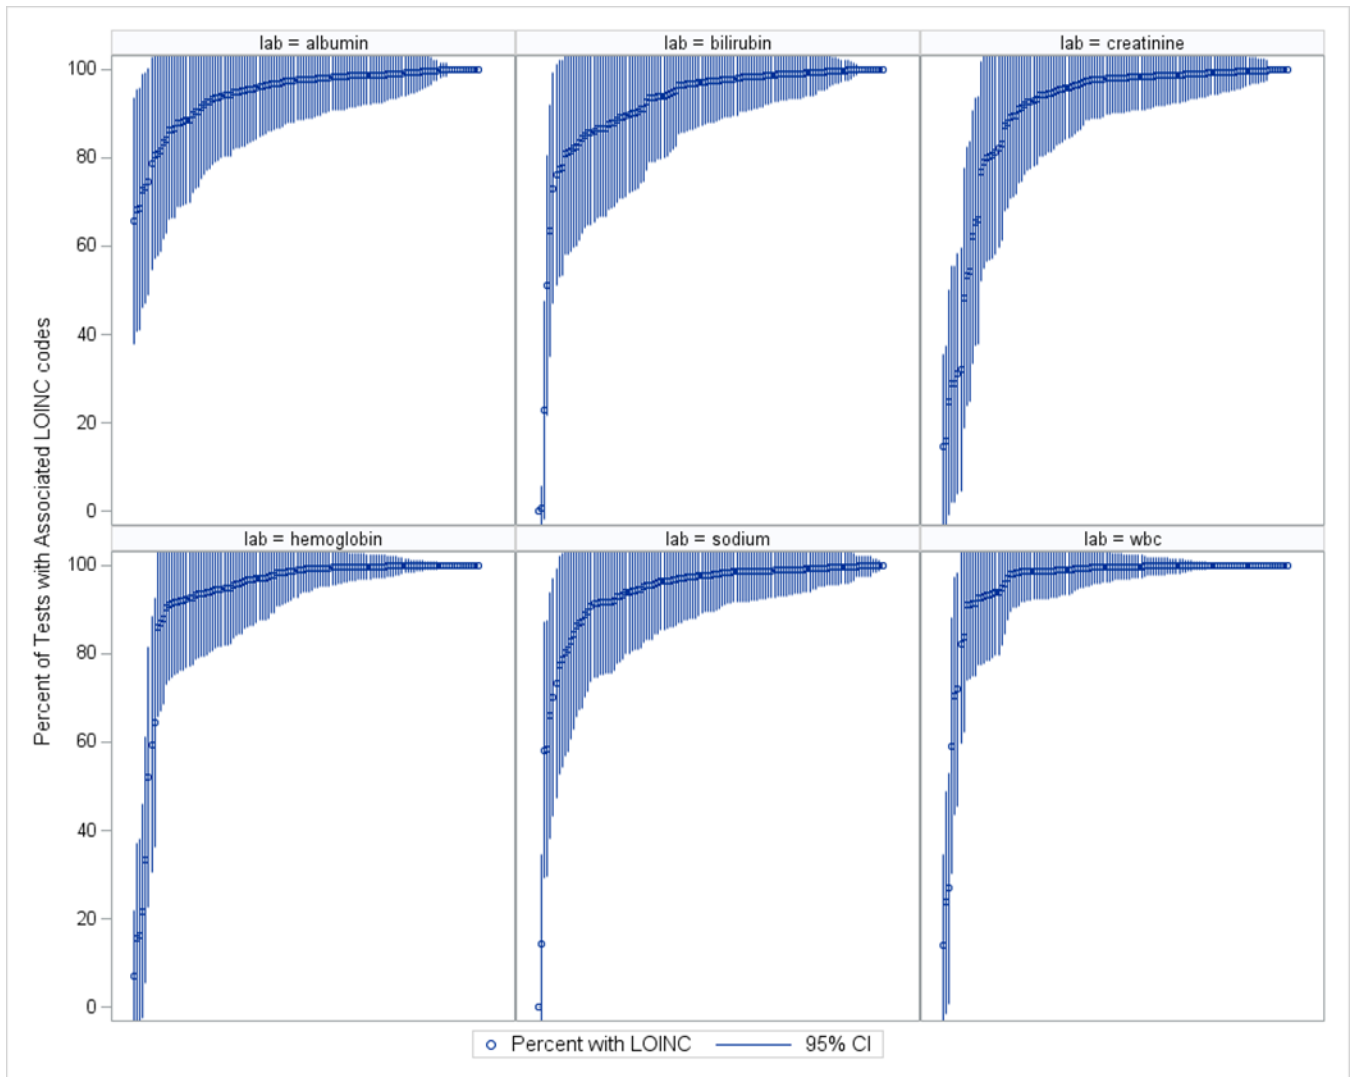 lab = albumin
lab = bilirubin
lab = creatinine
100
80
60
40
20
0
Percent of Tests with Associated LOINC codes
lab = hemoglobin
lab = sodium
lab = wbc
100
80
60
40
20
0
Percent with LOINC
95% CI